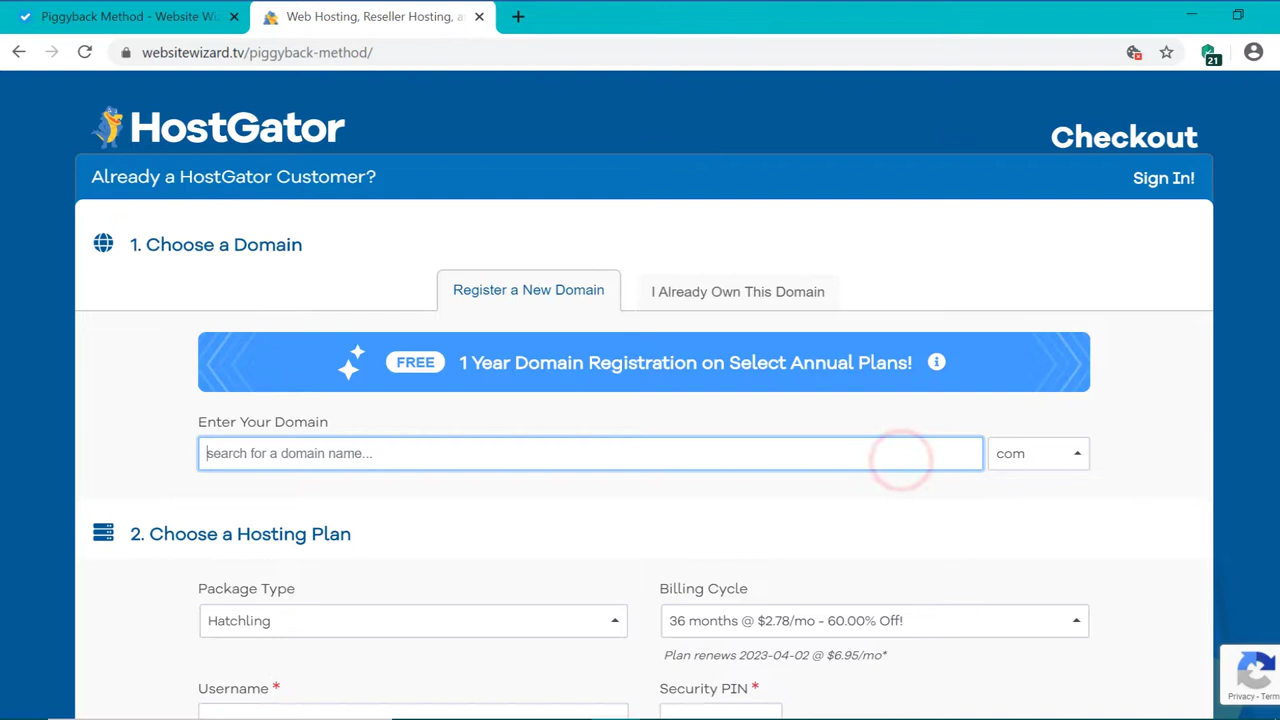 Piggyback Method - Website Wi
Web Hosting, Reseller Hosting, a
websitewizard.tv/piggyback-method/
21
HostGator
Checkout
Already a HostGator Customer?
Sign In!
1. Choose a Domain
Register a New Domain
I Already Own This Domain
FREE
1 Year Domain Registration on Select Annual Plans!
Enter Your Domain
search for a domain name...
com
2. Choose a Hosting Plan
Package Type
Billing Cycle
Hatchling
36 months @ $2.78/mo - 60.00% Off!
Plan renews 2023-04-02 @ $6.95/mo*
Username *
Security PIN *
Privacy - Term